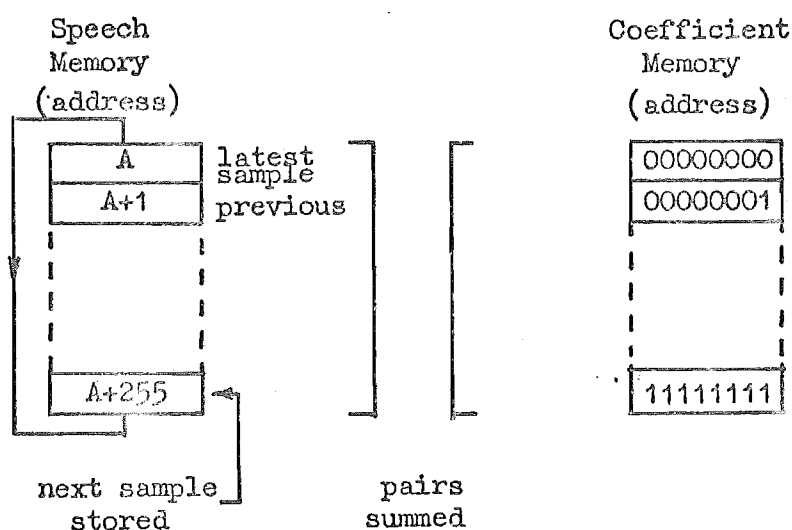 Speech
Memory
(address)
A
latest
sample
A+1
previous
A+255
next sample
stored
pairs
summed
Coefficient
Memory
(address)
00000000
00000001
11111111